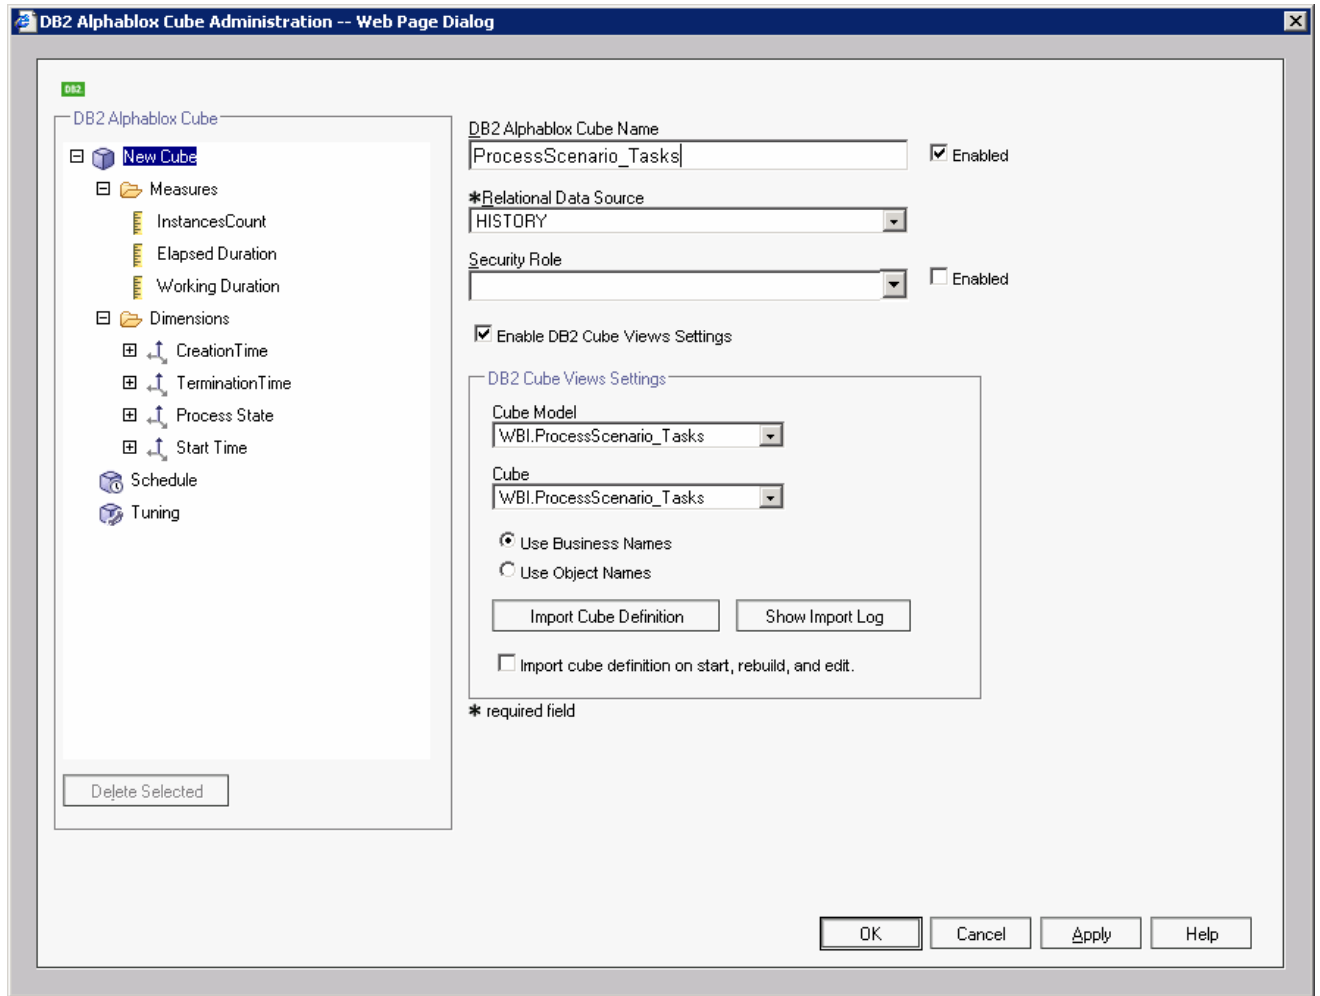 DB2 Alphablox Cube Administration -- Web Page Dialog
DB2
DB2 Alphablox Cube
New Cube
Measures
InstancesCount
Elapsed Duration
Working Duration
Dimensions
CreationTime
TerminationTime
Process State
Start Time
Schedule
Tuning
Delete Selected
DB2 Alphablox Cube Name
ProcessScenario_Tasks
Enabled
*Relational Data Source
HISTORY
Security Role
Enabled
Enable DB2 Cube Views Settings
DB2 Cube Views Settings
Cube Model
WBI.ProcessScenario_Tasks
Cube
WBI.ProcessScenario_Tasks
Use Business Names
Use Object Names
Import Cube Definition Show Import Log
Import cube definition on start, rebuild, and edit.
* required field
OK Cancel Apply Help